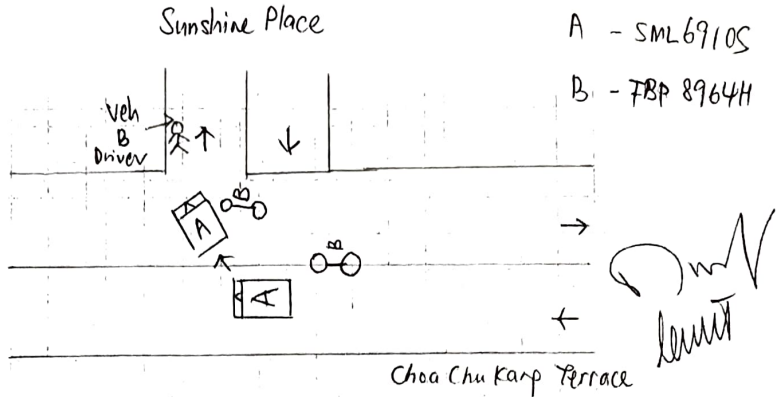 Sunshine Place
A - SML6910S
B - FBP 8964H
Veh
B
Driver
B
A
B
A
Choa Chu Kang Terrace